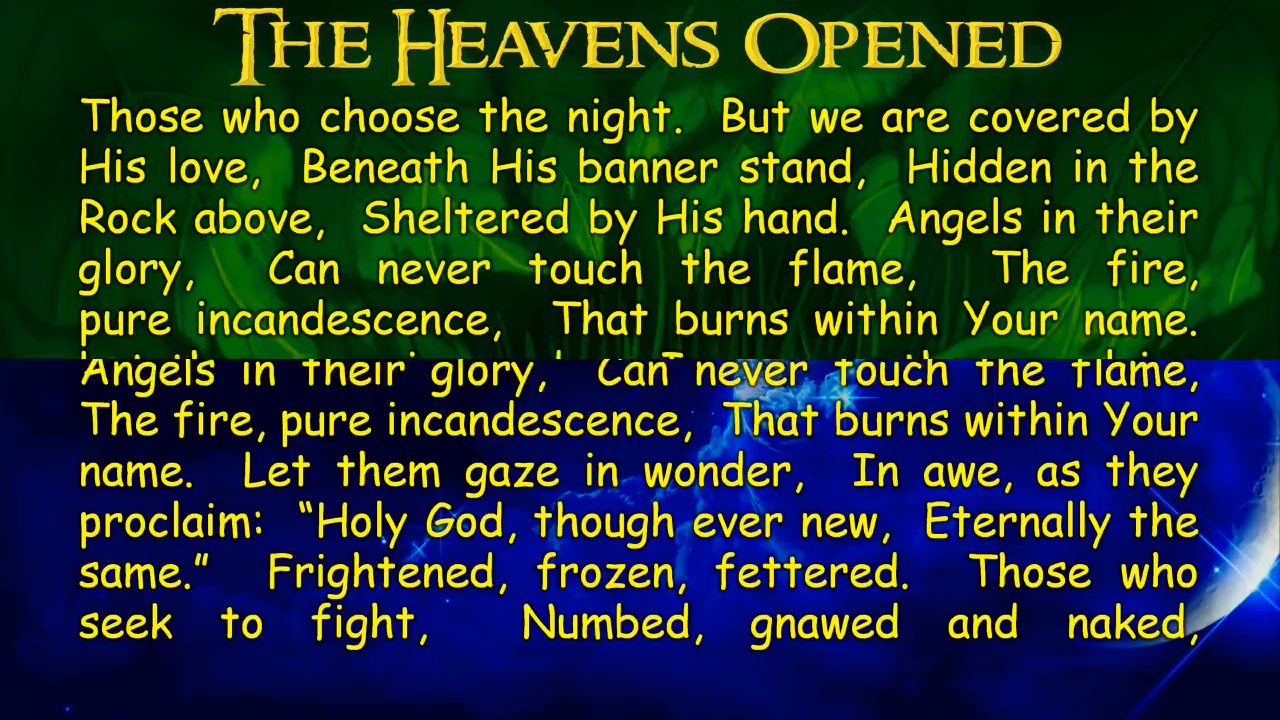 THE HEAVENS OPENED
Those who choose the night. But we are covered by
His love, Beneath His banner stand, Hidden in the
Rock above, Sheltered by His hand. Angels in their
glory, Can never touch the flame, The fire,
pure incandescence, That burns within Your name.
Angels in their glory, Can never touch the flame,
The fire, pure incandescence, That burns within Your
name. Let them gaze in wonder, In awe, as they
proclaim: “Holy God, though ever new, Eternally the
same.” Frightened, frozen, fettered. Those who
seek to fight, Numbed, gnawed and naked,